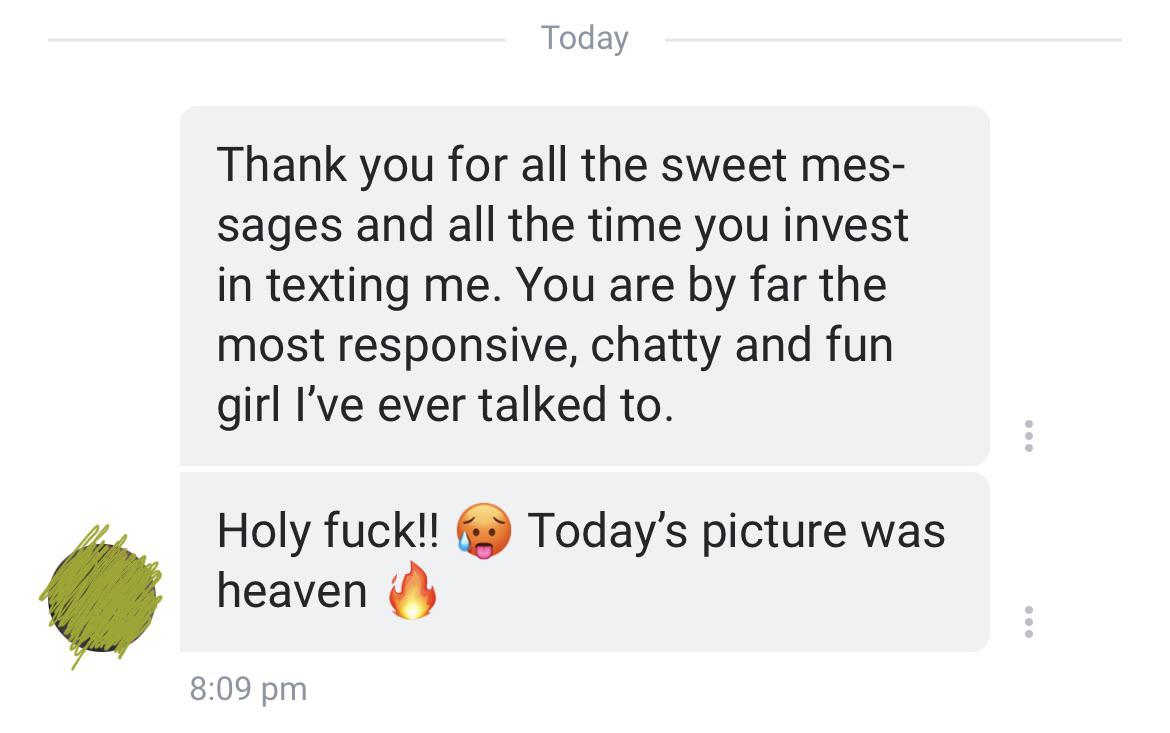 Today
Thank you for all the sweet mes-
sages and all the time you invest
in texting me. You are by far the
most responsive, chatty and fun
girl I’ve ever talked to.
Holy fuck!! 🥵 Today’s picture was
heaven 🔥
8:09 pm